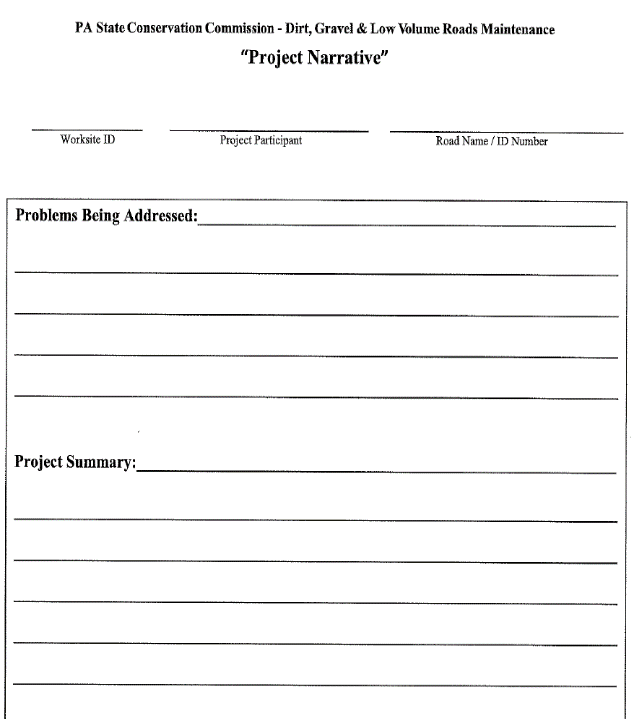 PA State Conservation Commission - Dirt, Gravel & Low Volume Roads Maintenance
“Project Narrative”
Worksite ID Project Participant Road Name / ID Number
Problems Being Addressed:
Project Summary: